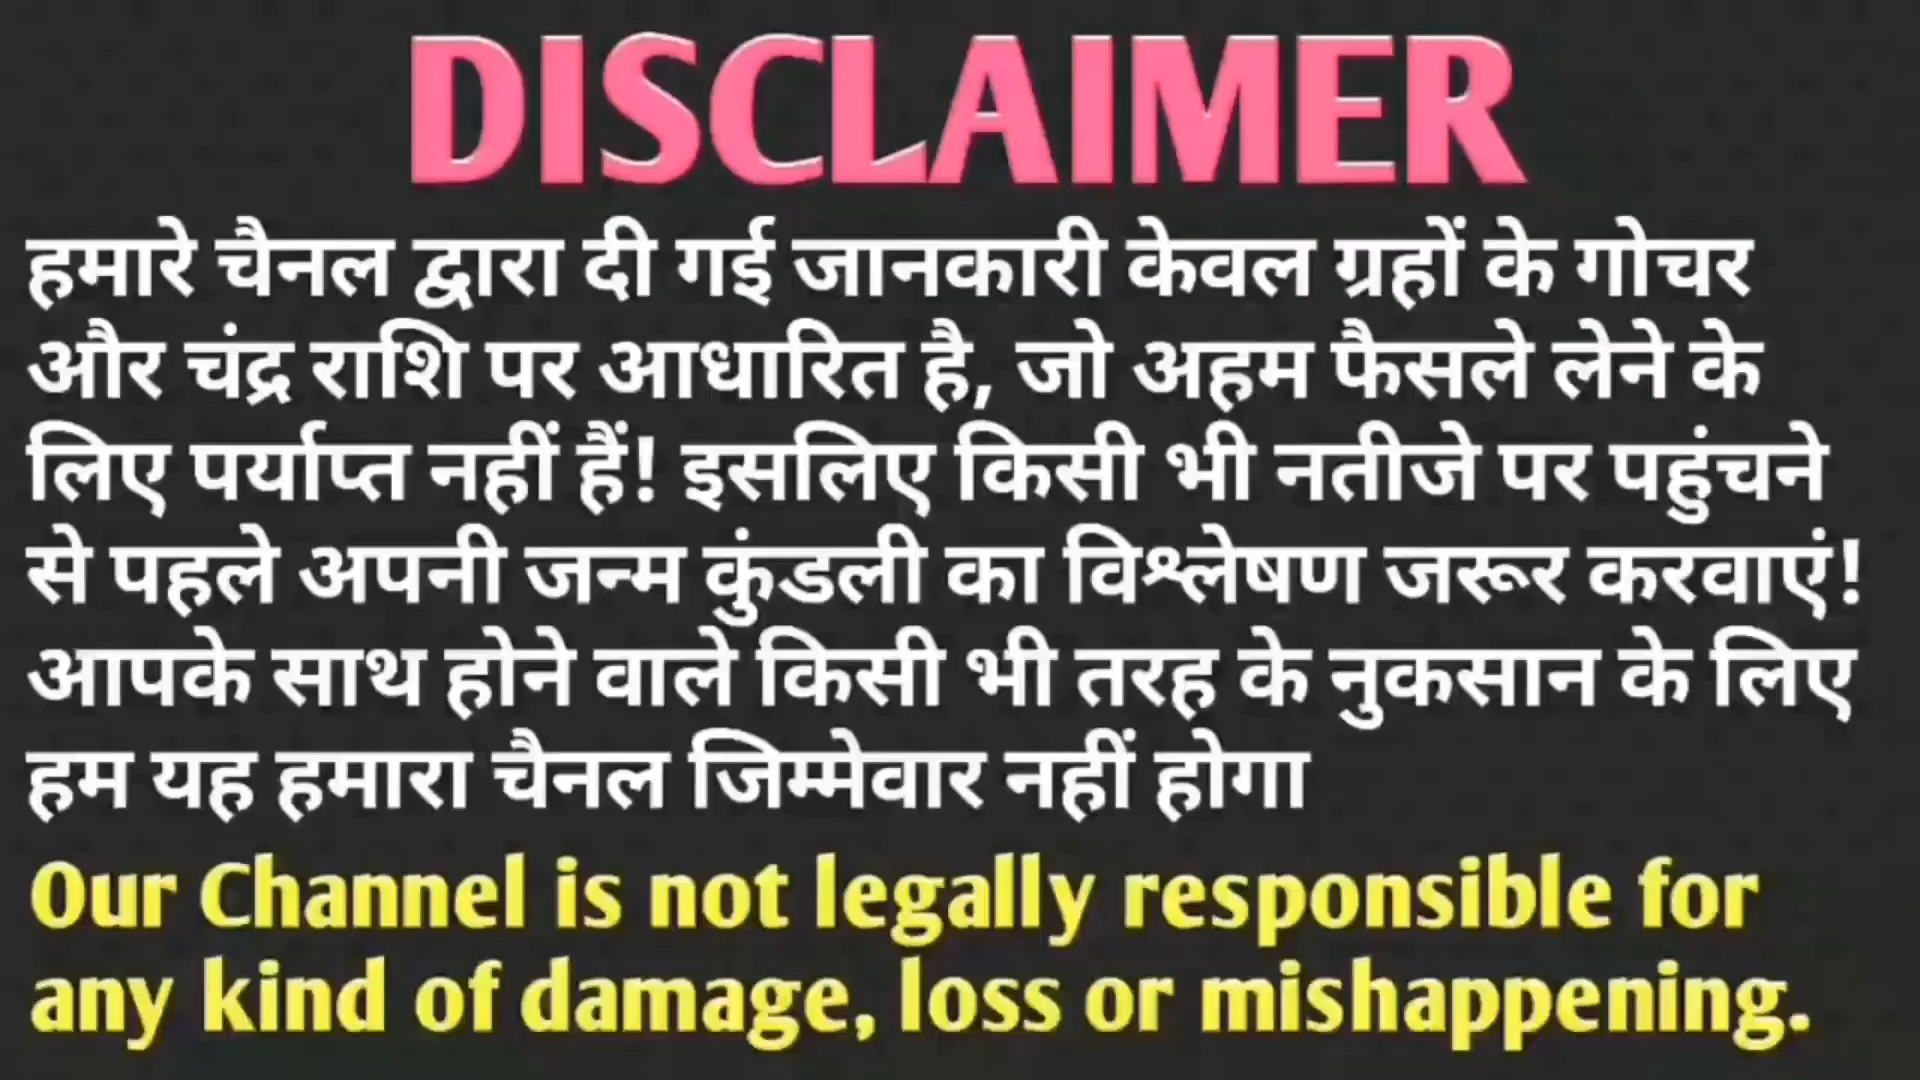 DISCLAIMER
हमारे चैनल द्वारा दी गई जानकारी केवल ग्रहों के गोचर
और चंद्र राशि पर आधारित है, जो अहम फैसले लेने के
लिए पर्याप्त नहीं हैं! इसलिए किसी भी नतीजे पर पहुंचने
से पहले अपनी जन्म कुंडली का विश्लेषण जरूर करवाएं!
आपके साथ होने वाले किसी भी तरह के नुकसान के लिए
हम यह हमारा चैनल जिम्मेवार नहीं होगा
Our Channel is not legally responsible for
any kind of damage, loss or mishappening.